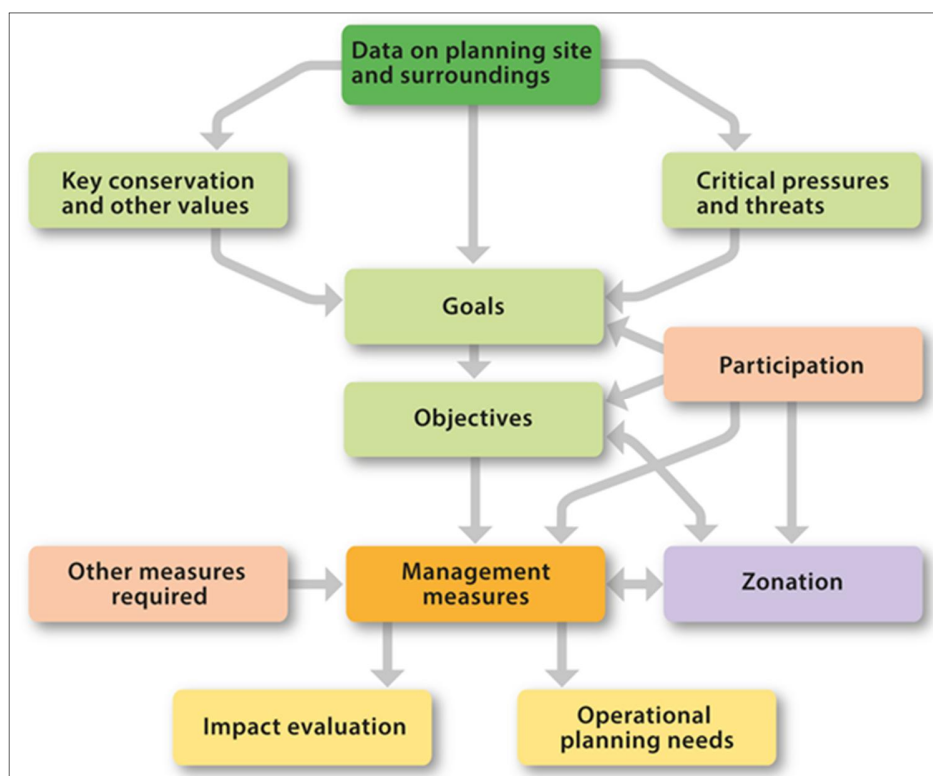 Data on planning site
and surroundings
Key conservation
and other values
Critical pressures
and threats
Goals
Participation
Objectives
Other measures
required
Management
measures
Zonation
Impact evaluation
Operational
planning needs